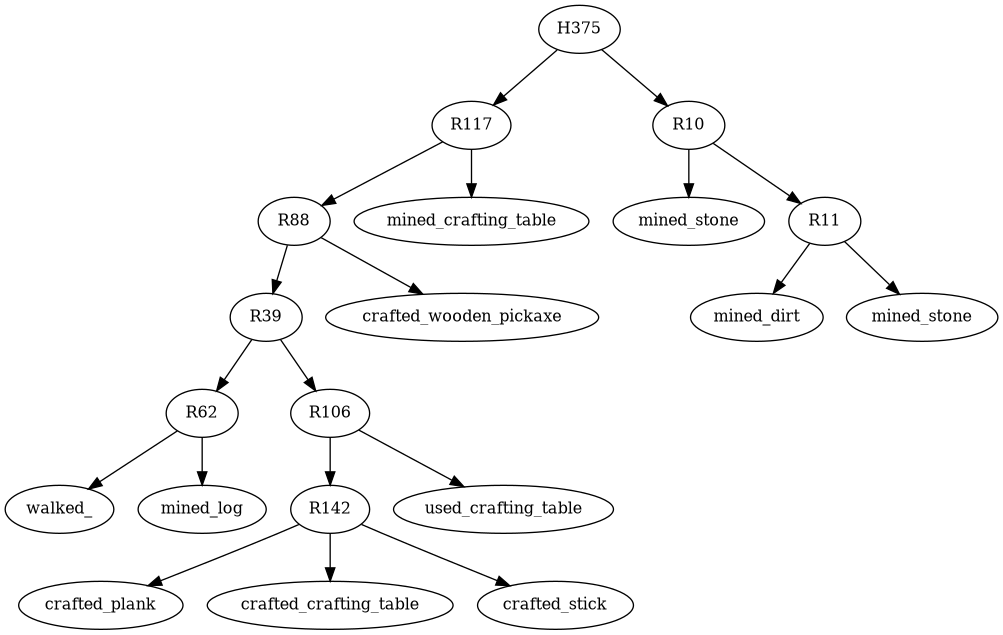 H375
R117
R10
R88
mined_crafting_table
mined_stone
R11
R39
crafted_wooden_pickaxe
mined_dirt
mined_stone
R62
R106
walked_
mined_log
R142
used_crafting_table
crafted_plank
crafted_crafting_table
crafted_stick